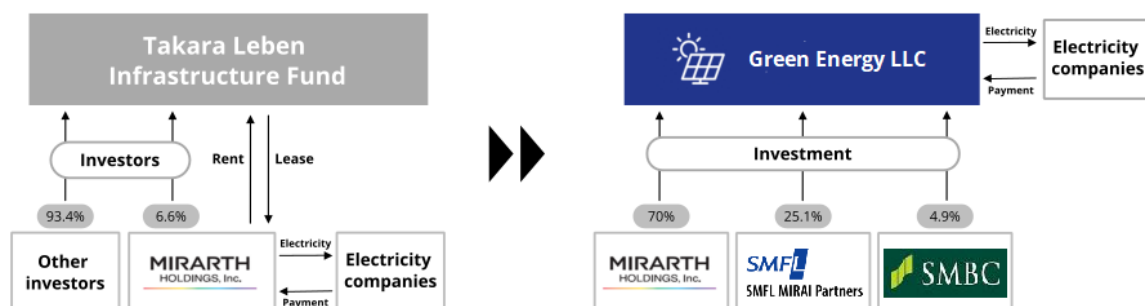 Takara Leben
Infrastructure Fund
Investors
Rent
Lease
93.4%
6.6%
Other
investors
MIRARTH
HOLDINGS, Inc.
Electricity
Payment
Electricity
companies
Green Energy LLC
Electricity
Payment
Electricity
companies
Investment
70%
25.1%
4.9%
MIRARTH
HOLDINGS, Inc.
SMFL
SMFL MIRAI Partners
SMBC